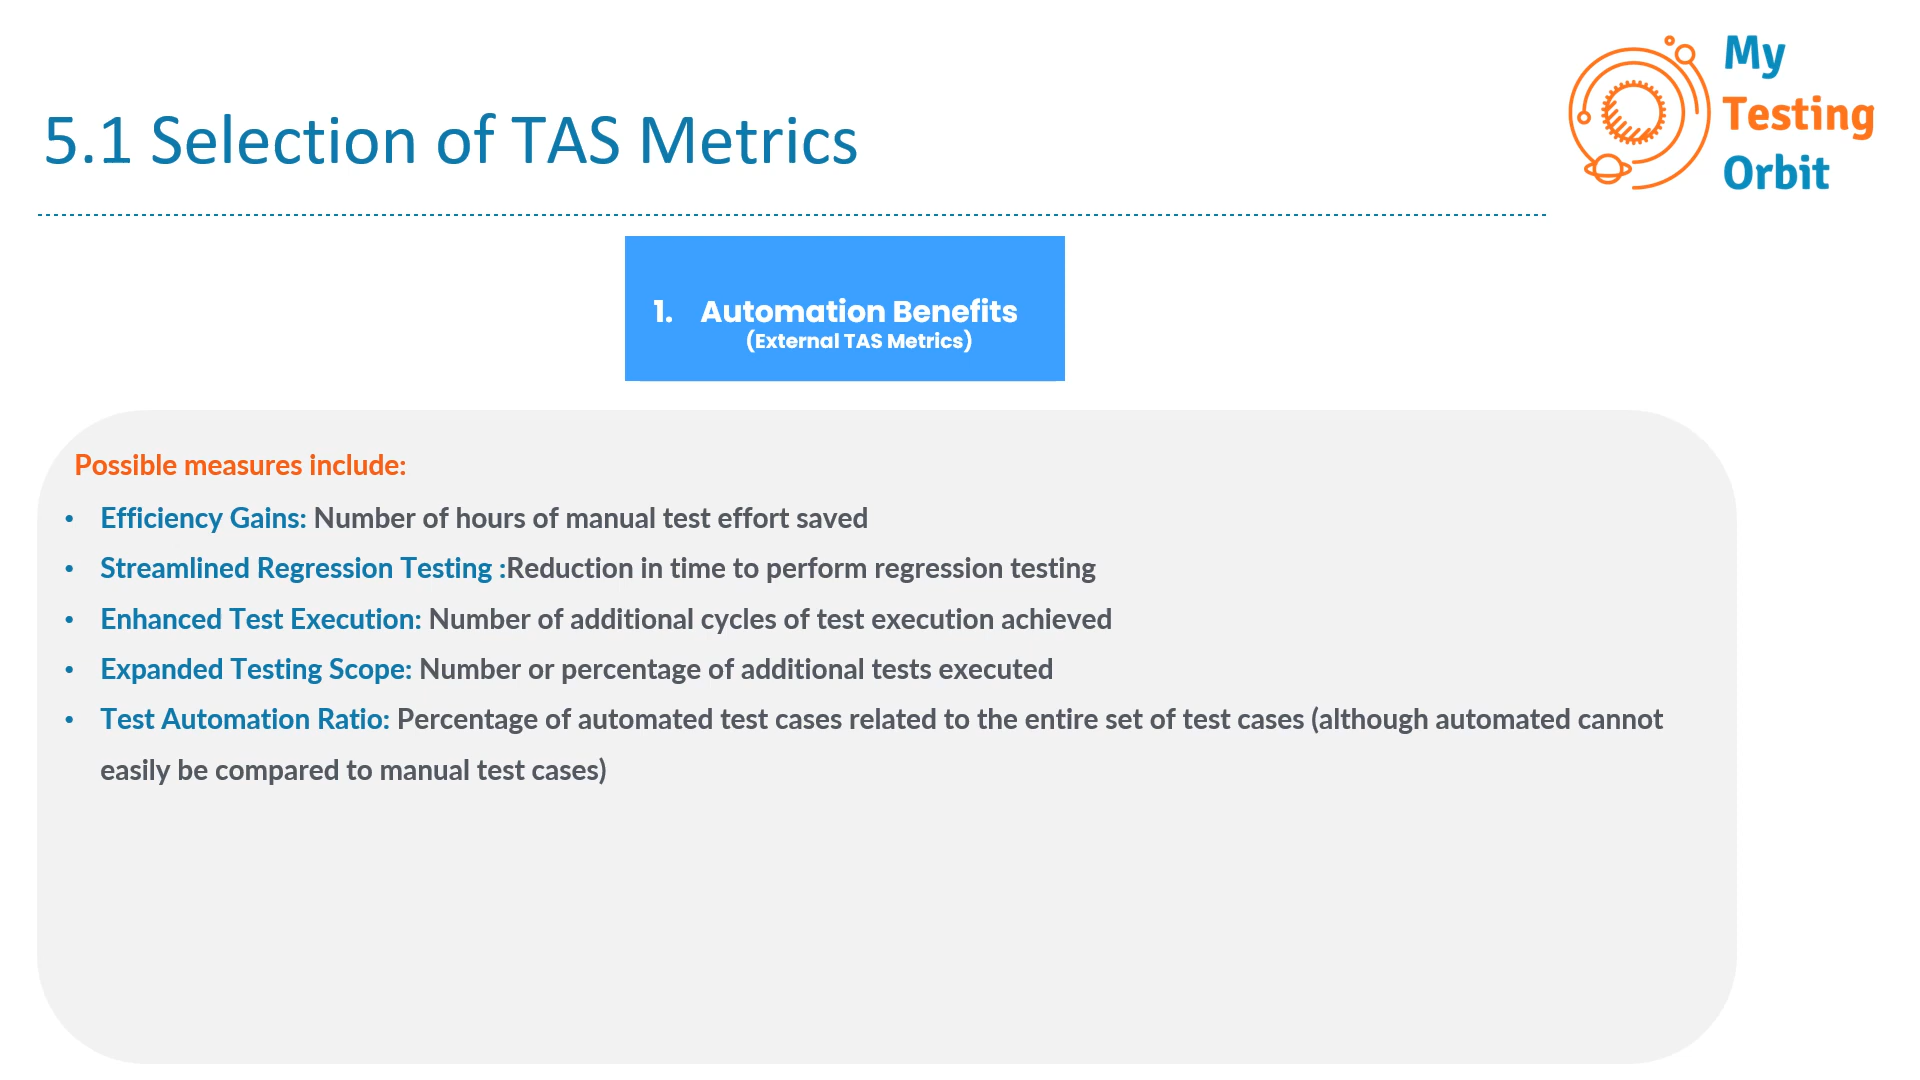 My
Testing
Orbit
5.1 Selection of TAS Metrics
1. Automation Benefits
(External TAS Metrics)
Possible measures include:
• Efficiency Gains: Number of hours of manual test effort saved
• Streamlined Regression Testing :Reduction in time to perform regression testing
• Enhanced Test Execution: Number of additional cycles of test execution achieved
• Expanded Testing Scope: Number or percentage of additional tests executed
• Test Automation Ratio: Percentage of automated test cases related to the entire set of test cases (although automated cannot
easily be compared to manual test cases)